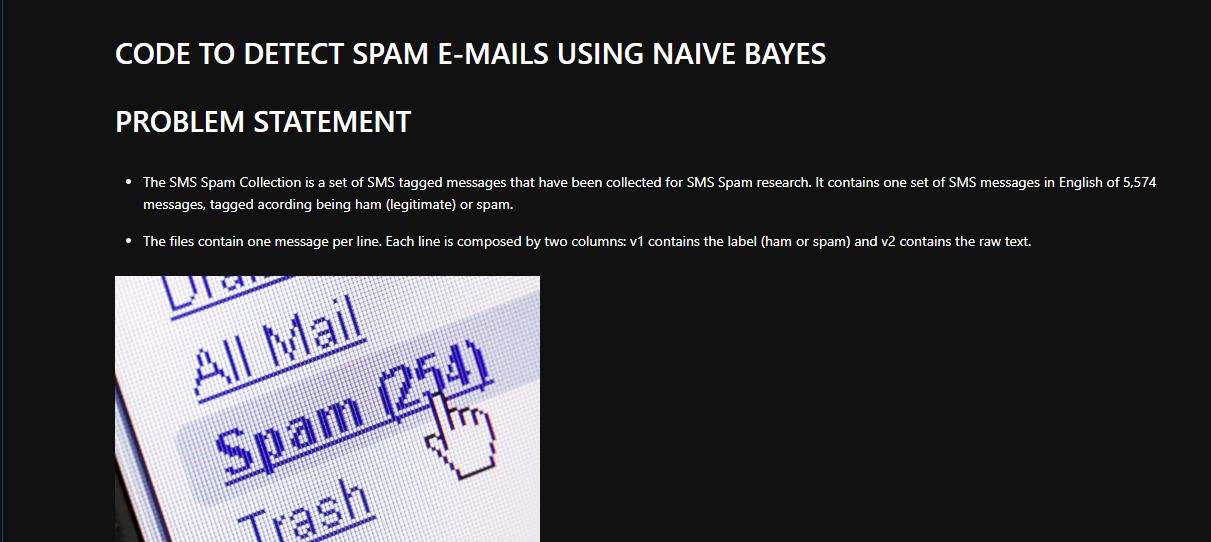 CODE TO DETECT SPAM E-MAILS USING NAIVE BAYES
PROBLEM STATEMENT
• The SMS Spam Collection is a set of SMS tagged messages that have been collected for SMS Spam research. It contains one set of SMS messages in English of 5,574
messages, tagged acording being ham (legitimate) or spam.
• The files contain one message per line. Each line is composed by two columns: v1 contains the label (ham or spam) and v2 contains the raw text.
All Mail
Spam (254)
Trash